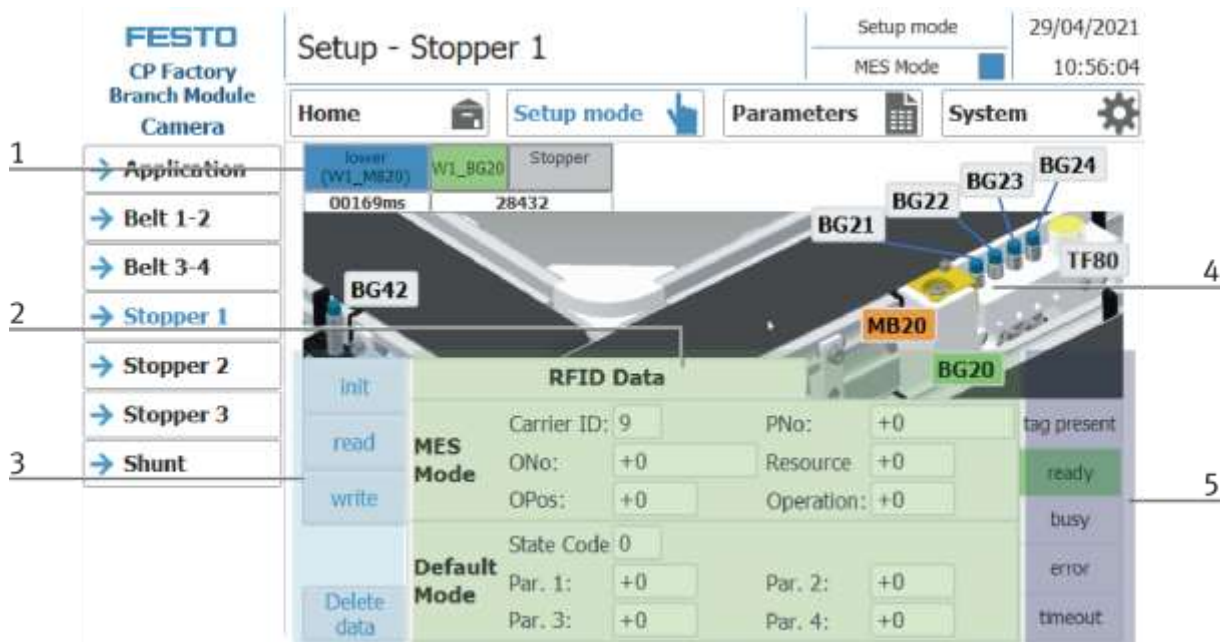 FESTO
CP Factory
Branch Module
Camera
Setup - Stopper 1
Setup mode
MES Mode
29/04/2021
10:56:04
Home
Setup mode
Parameters
System
1
Application
Belt 1-2
Belt 3-4
2
Stopper 1
Stopper 2
Stopper 3
3
Shunt
lower
(W1_MB20)
W1_BG20
Stopper
00169ms
28432
BG42
BG21
BG22
BG23
BG24
TF80
4
MB20
BG20
init
read
write
Delete
data
RFID Data
MES
Mode
Carrier ID: 9
PNo: +0
ONo: +0
Resource +0
OPos: +0
Operation: +0
Default
Mode
State Code 0
Par. 1: +0
Par. 2: +0
Par. 3: +0
Par. 4: +0
tag present
ready
5
busy
error
timeout